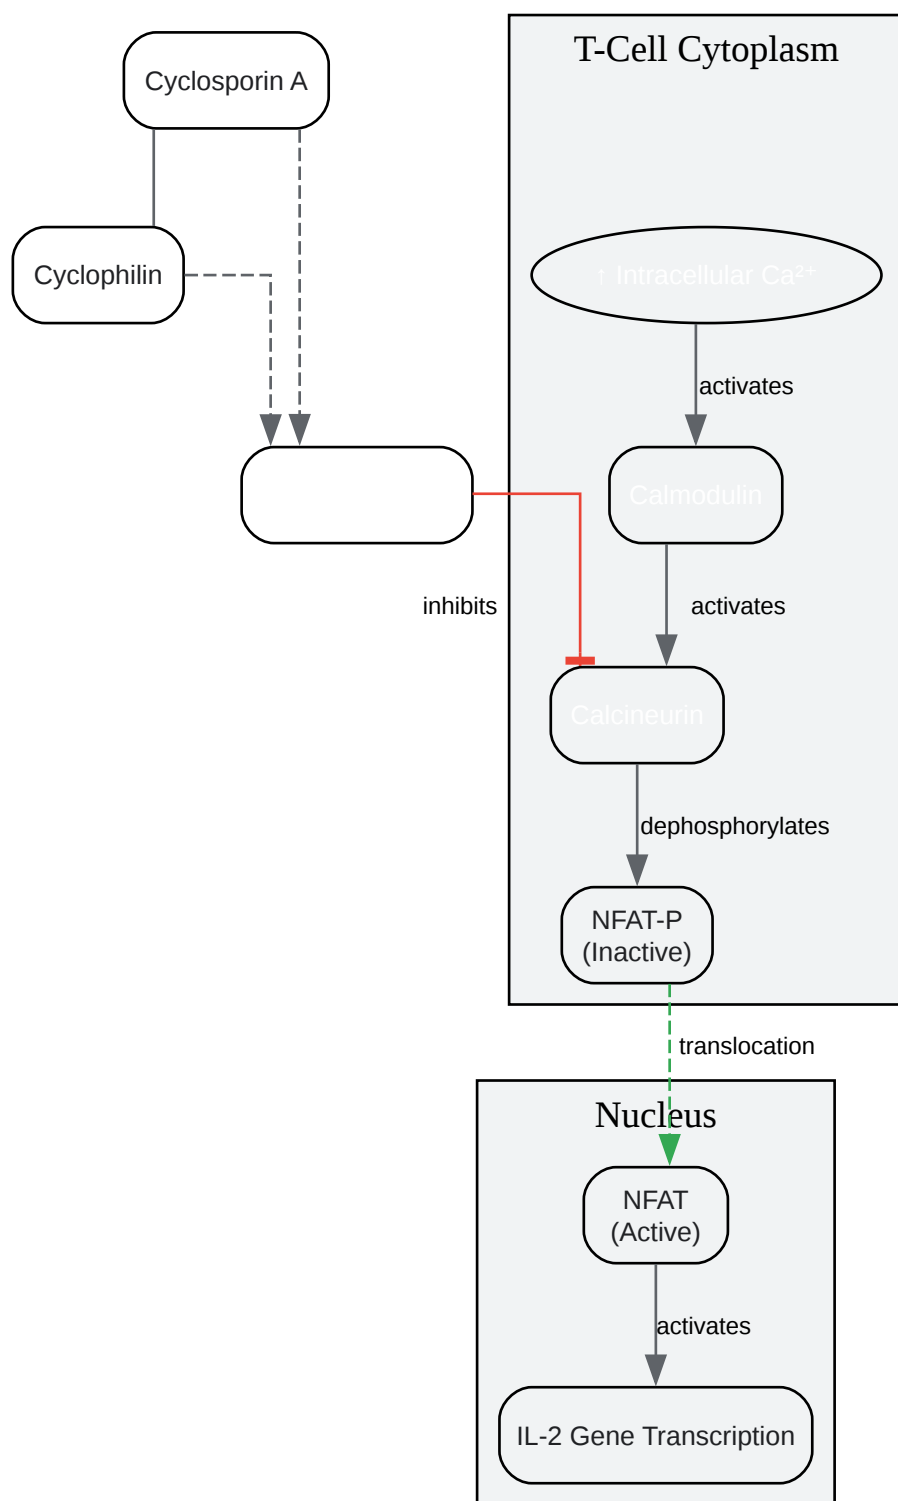 T-Cell Cytoplasm
Cyclosporin A
Cyclophilin
↑ Intracellular Ca²⁺
activates
Calmodulin
inhibits
activates
Calcineurin
dephosphorylates
NFAT-P
(Inactive)
translocation
Nucleus
NFAT
(Active)
activates
IL-2 Gene Transcription